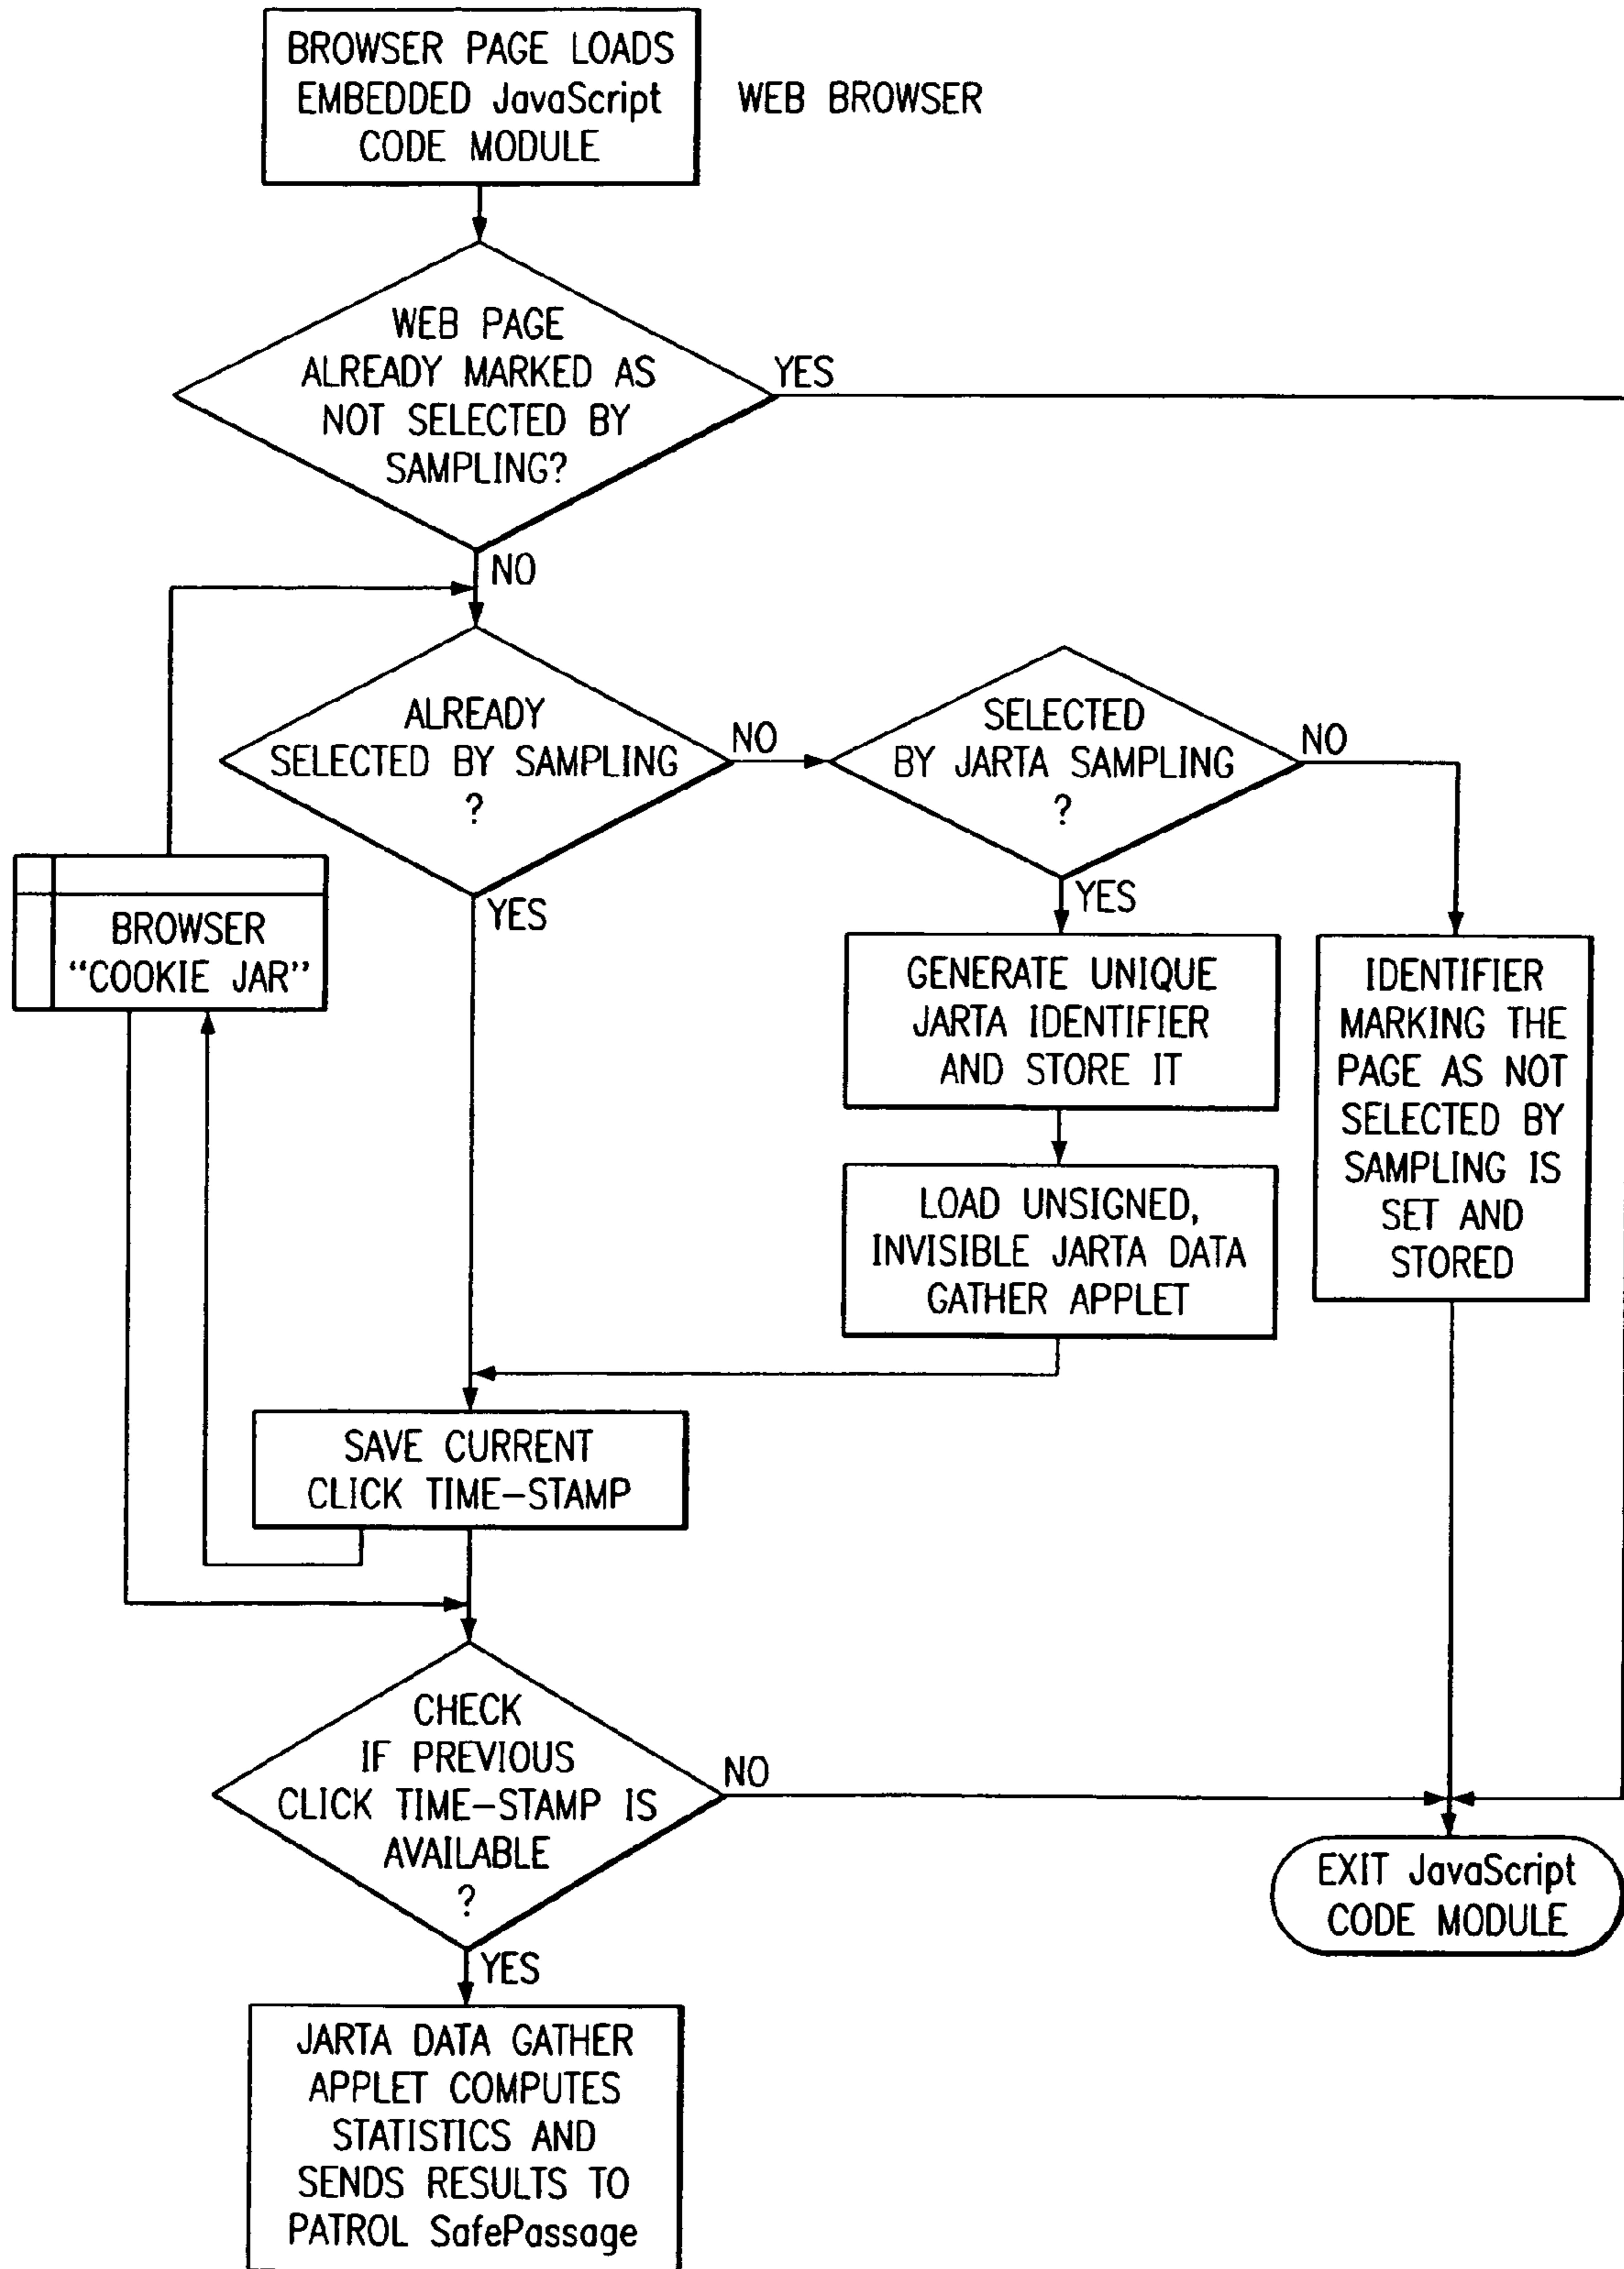 BROWSER PAGE LOADS
EMBEDDED JavaScript
CODE MODULE
WEB BROWSER
WEB PAGE
ALREADY MARKED AS
NOT SELECTED BY
SAMPLING?
YES
NO
ALREADY
SELECTED BY SAMPLING
?
NO
YES
SELECTED
BY JARTA SAMPLING
?
NO
YES
BROWSER
“COOKIE JAR”
GENERATE UNIQUE
JARTA IDENTIFIER
AND STORE IT
IDENTIFIER
MARKING THE
PAGE AS NOT
SELECTED BY
SAMPLING IS
SET AND
STORED
LOAD UNSIGNED,
INVISIBLE JARTA DATA
GATHER APPLET
SAVE CURRENT
CLICK TIME-STAMP
CHECK
IF PREVIOUS
CLICK TIME-STAMP IS
AVAILABLE
?
NO
YES
EXIT JavaScript
CODE MODULE
JARTA DATA GATHER
APPLET COMPUTES
STATISTICS AND
SENDS RESULTS TO
PATROL SafePassage